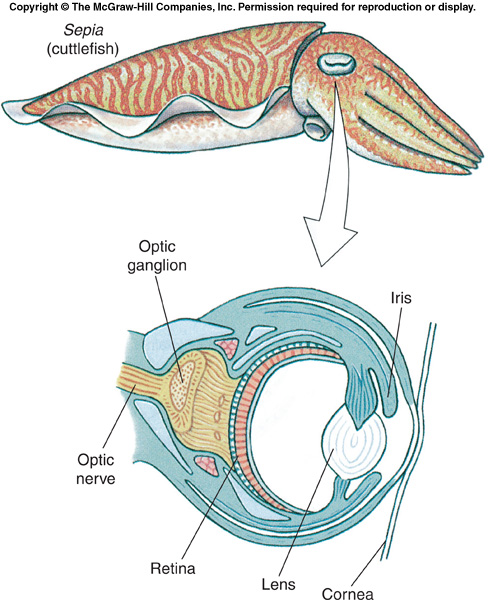 Copyright © The McGraw-Hill Companies, Inc. Permission required for reproduction or display.
Sepia
(cuttlefish)
Optic
ganglion
Iris
Optic
nerve
Retina
Lens
Cornea